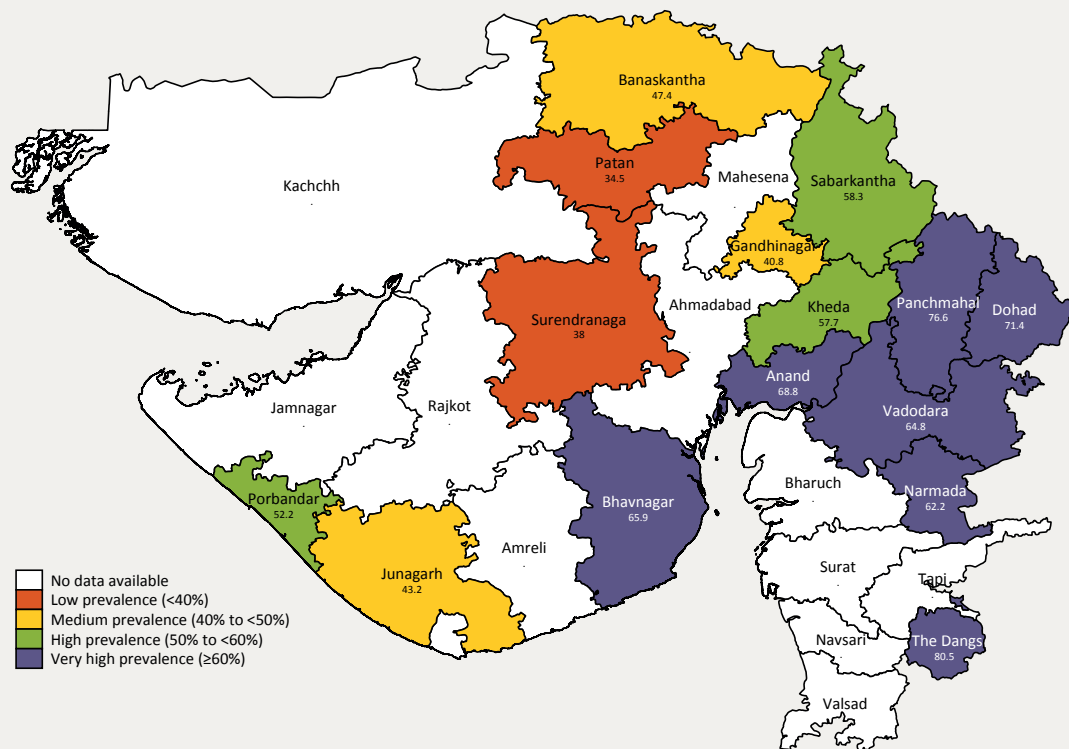 Banaskantha
47.4
Patan
34.5
Mahesena
Sabarkantha
58.3
Kachchh
Gandhinagar
40.8
Ahmadabad
Kheda
57.7
Panchmahal
76.6
Dohad
71.4
Surendranaga
38
Anand
68.8
Jamnagar
Rajkot
Vadodara
64.8
Bharuch
Narmada
62.2
Porbandar
52.2
Bhavnagar
65.9
Amreli
Junagarh
43.2
Surat
Tapi
Navsari
The Dangs
80.5
Valsad
No data available
Low prevalence (<40%)
Medium prevalence (40% to <50%)
High prevalence (50% to <60%)
Very high prevalence (≥60%)